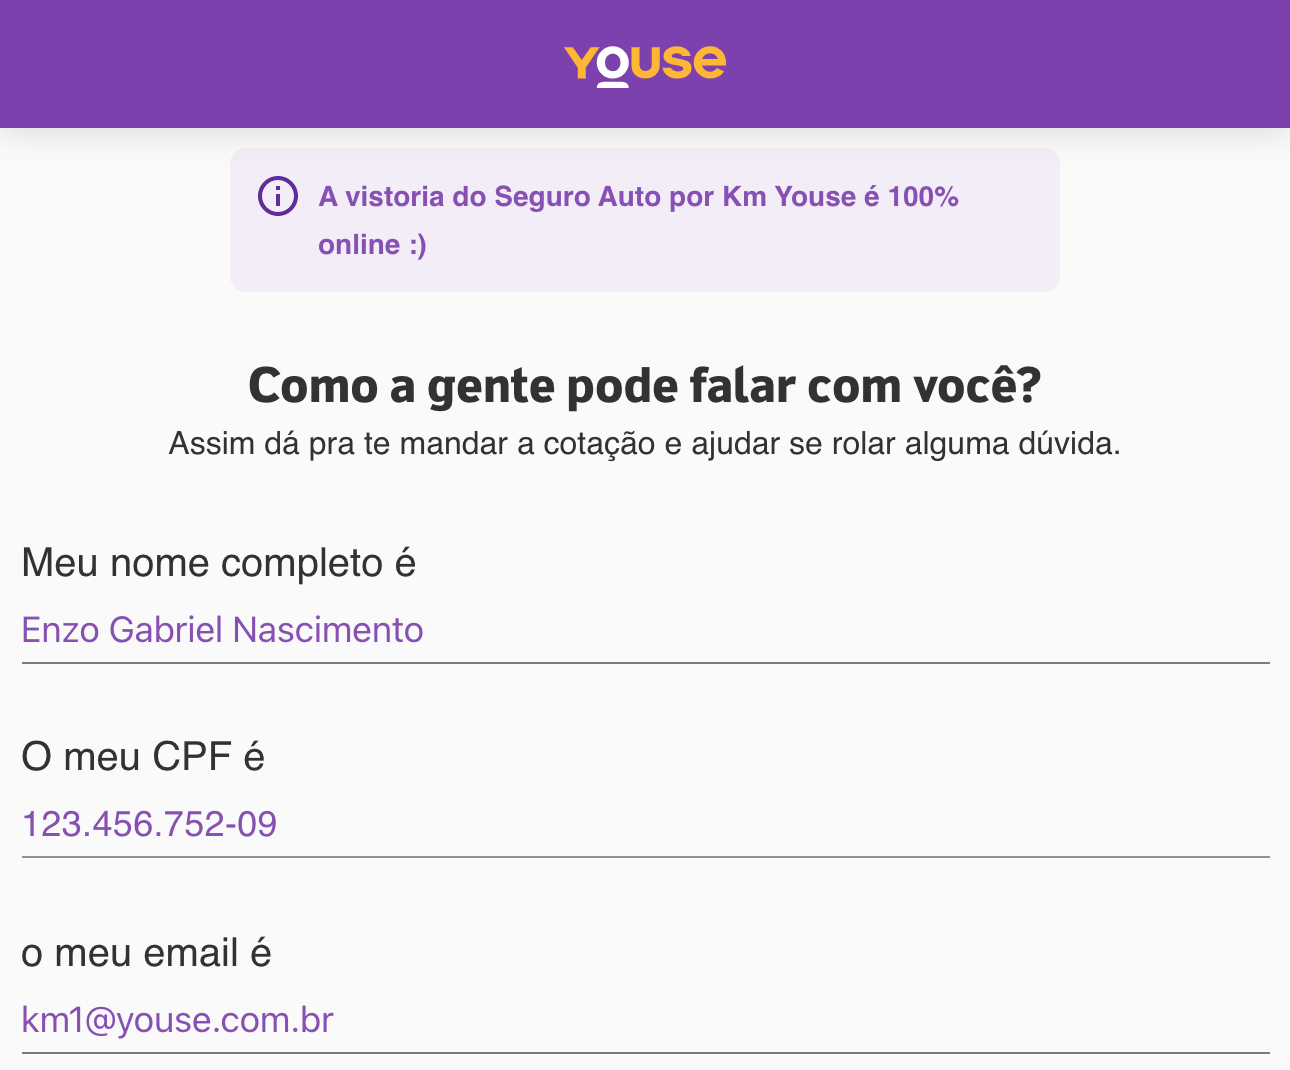 Youse
A vistoria do Seguro Auto por Km Youse é 100%
online :)
Como a gente pode falar com você?
Assim dá pra te mandar a cotação e ajudar se rolar alguma dúvida.
Meu nome completo é
Enzo Gabriel Nascimento
O meu CPF é
123.456.752-09
o meu email é
km1@youse.com.br